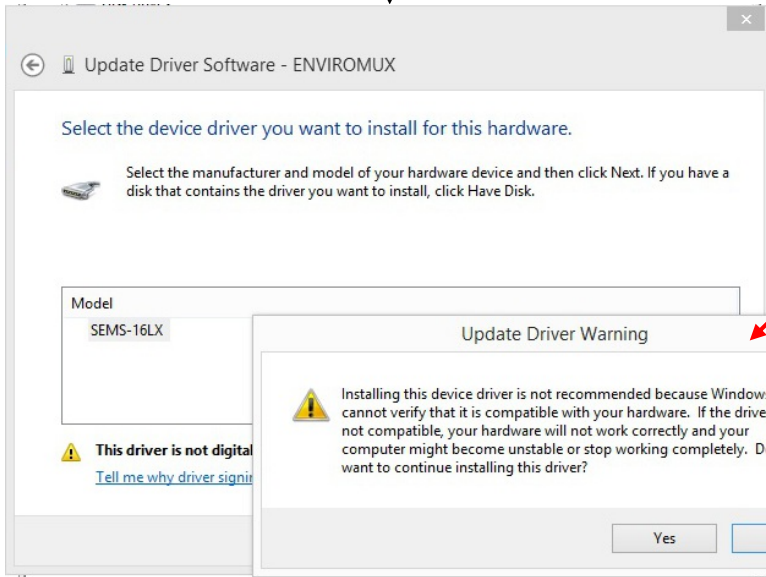 Update Driver Software - ENVIROMUX
Select the device driver you want to install for this hardware.
Select the manufacturer and model of your hardware device and then click Next. If you have a
disk that contains the driver you want to install, click Have Disk.
Model
SEMS-16LX
Update Driver Warning
Installing this device driver is not recommended because Window
cannot verify that it is compatible with your hardware. If the drive
not compatible, your hardware will not work correctly and your
computer might become unstable or stop working completely. D
want to continue installing this driver?
This driver is not digital
Tell me why driver signin
Yes